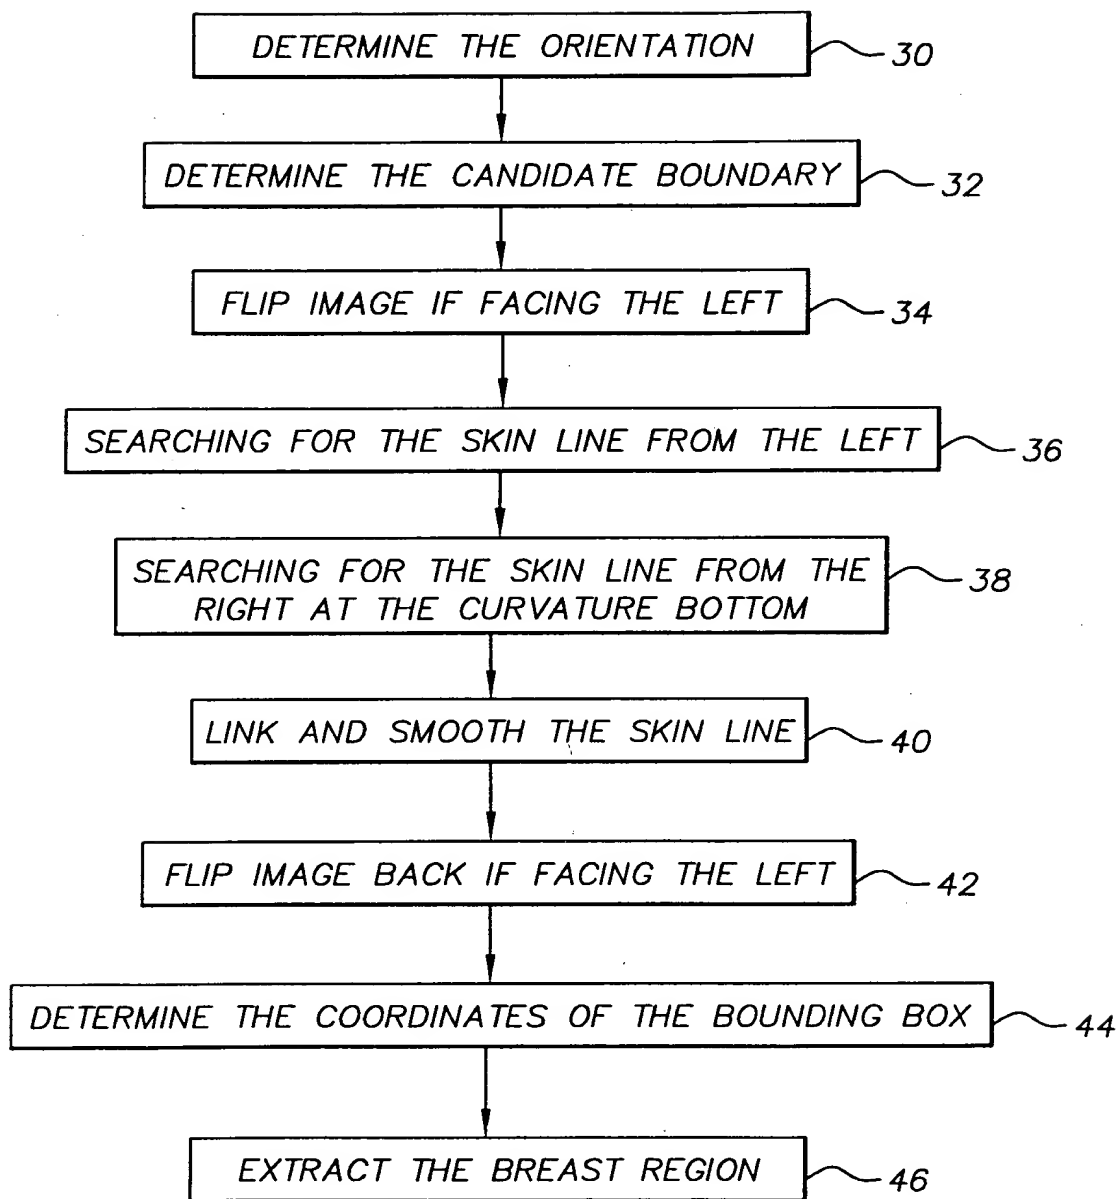 DETERMINE THE ORIENTATION
30
DETERMINE THE CANDIDATE BOUNDARY
32
FLIP IMAGE IF FACING THE LEFT
34
SEARCHING FOR THE SKIN LINE FROM THE LEFT
36
SEARCHING FOR THE SKIN LINE FROM THE
RIGHT AT THE CURVATURE BOTTOM
38
LINK AND SMOOTH THE SKIN LINE
40
FLIP IMAGE BACK IF FACING THE LEFT
42
DETERMINE THE COORDINATES OF THE BOUNDING BOX
44
EXTRACT THE BREAST REGION
46